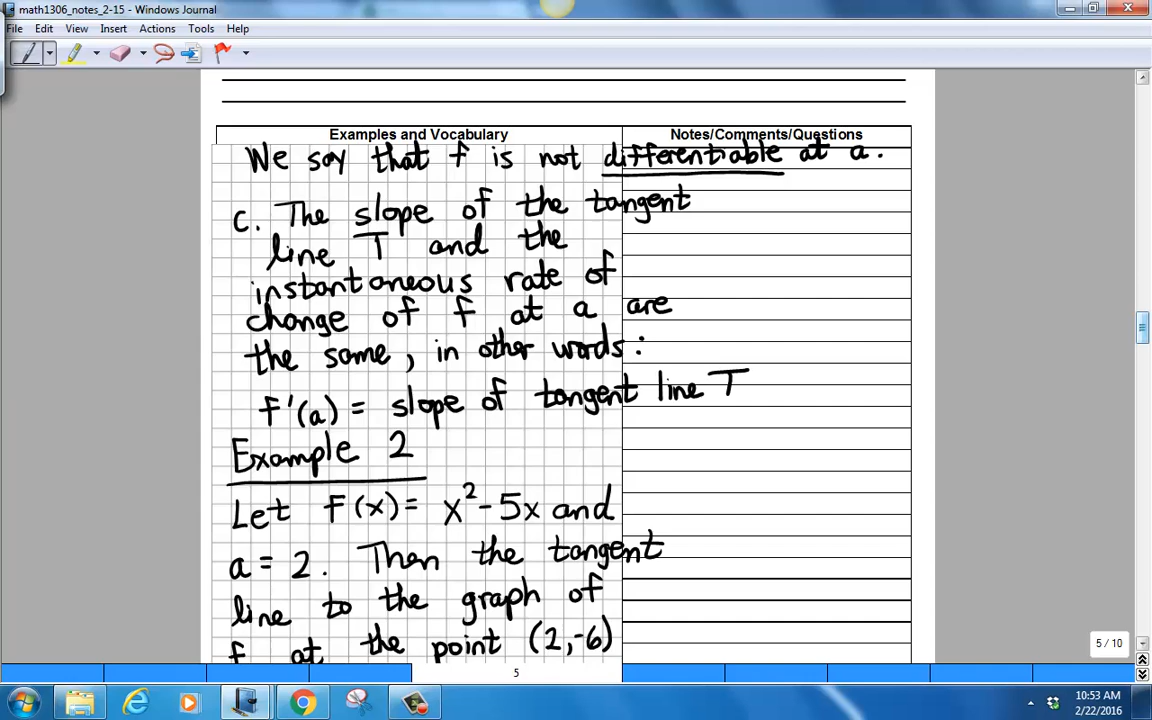 math1306_notes_2-15 - Windows Journal
File Edit View Insert Actions Tools Help
Examples and Vocabulary
Notes/Comments/Questions
We say that f is not differentiable at a.
c. The slope of the tangent
line T and the
instantaneous rate of
change of f at a are
the same, in other words:
f'(a) = slope of tangent line T
Example 2
Let f(x) = x²-5x and
a = 2. Then the tangent
line to the graph of
f at the point (2,-6)
5 / 10
5
10:53 AM
2/22/2016